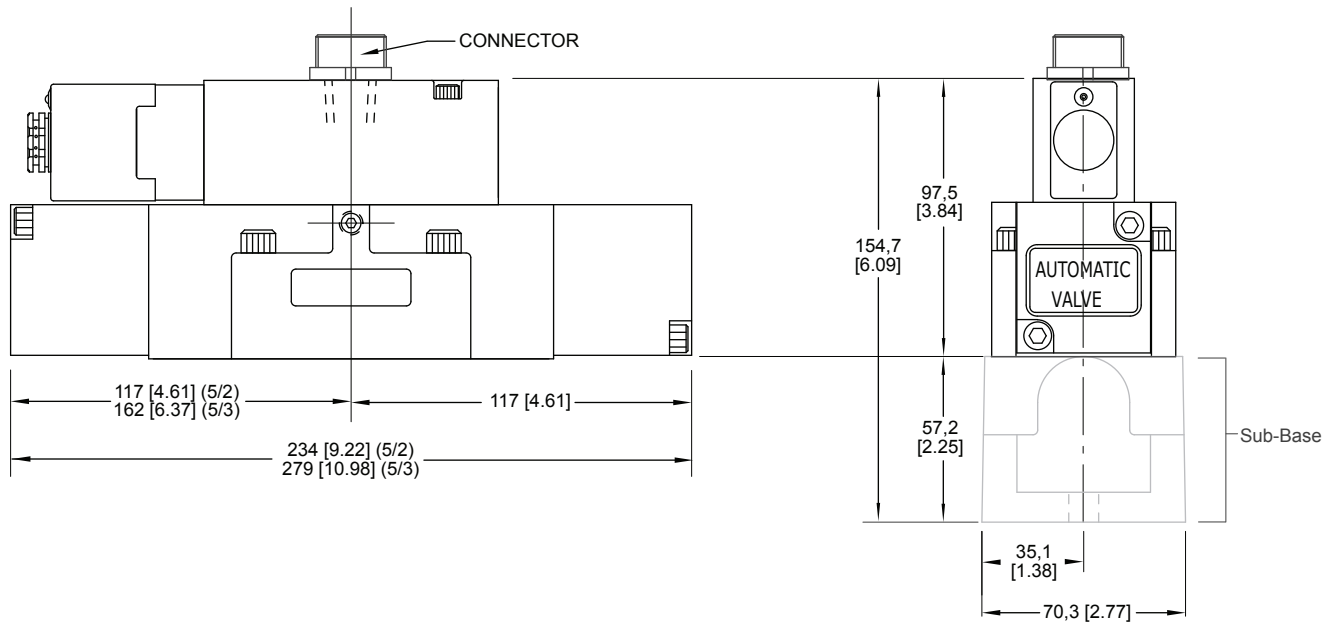 CONNECTOR
97,5
[3.84]
154,7
[6.09]
AUTOMATIC
VALVE
117 [4.61] (5/2)
162 [6.37] (5/3)
117 [4.61]
234 [9.22] (5/2)
279 [10.98] (5/3)
57,2
[2.25]
Sub-Base
35,1
[1.38]
70,3 [2.77]